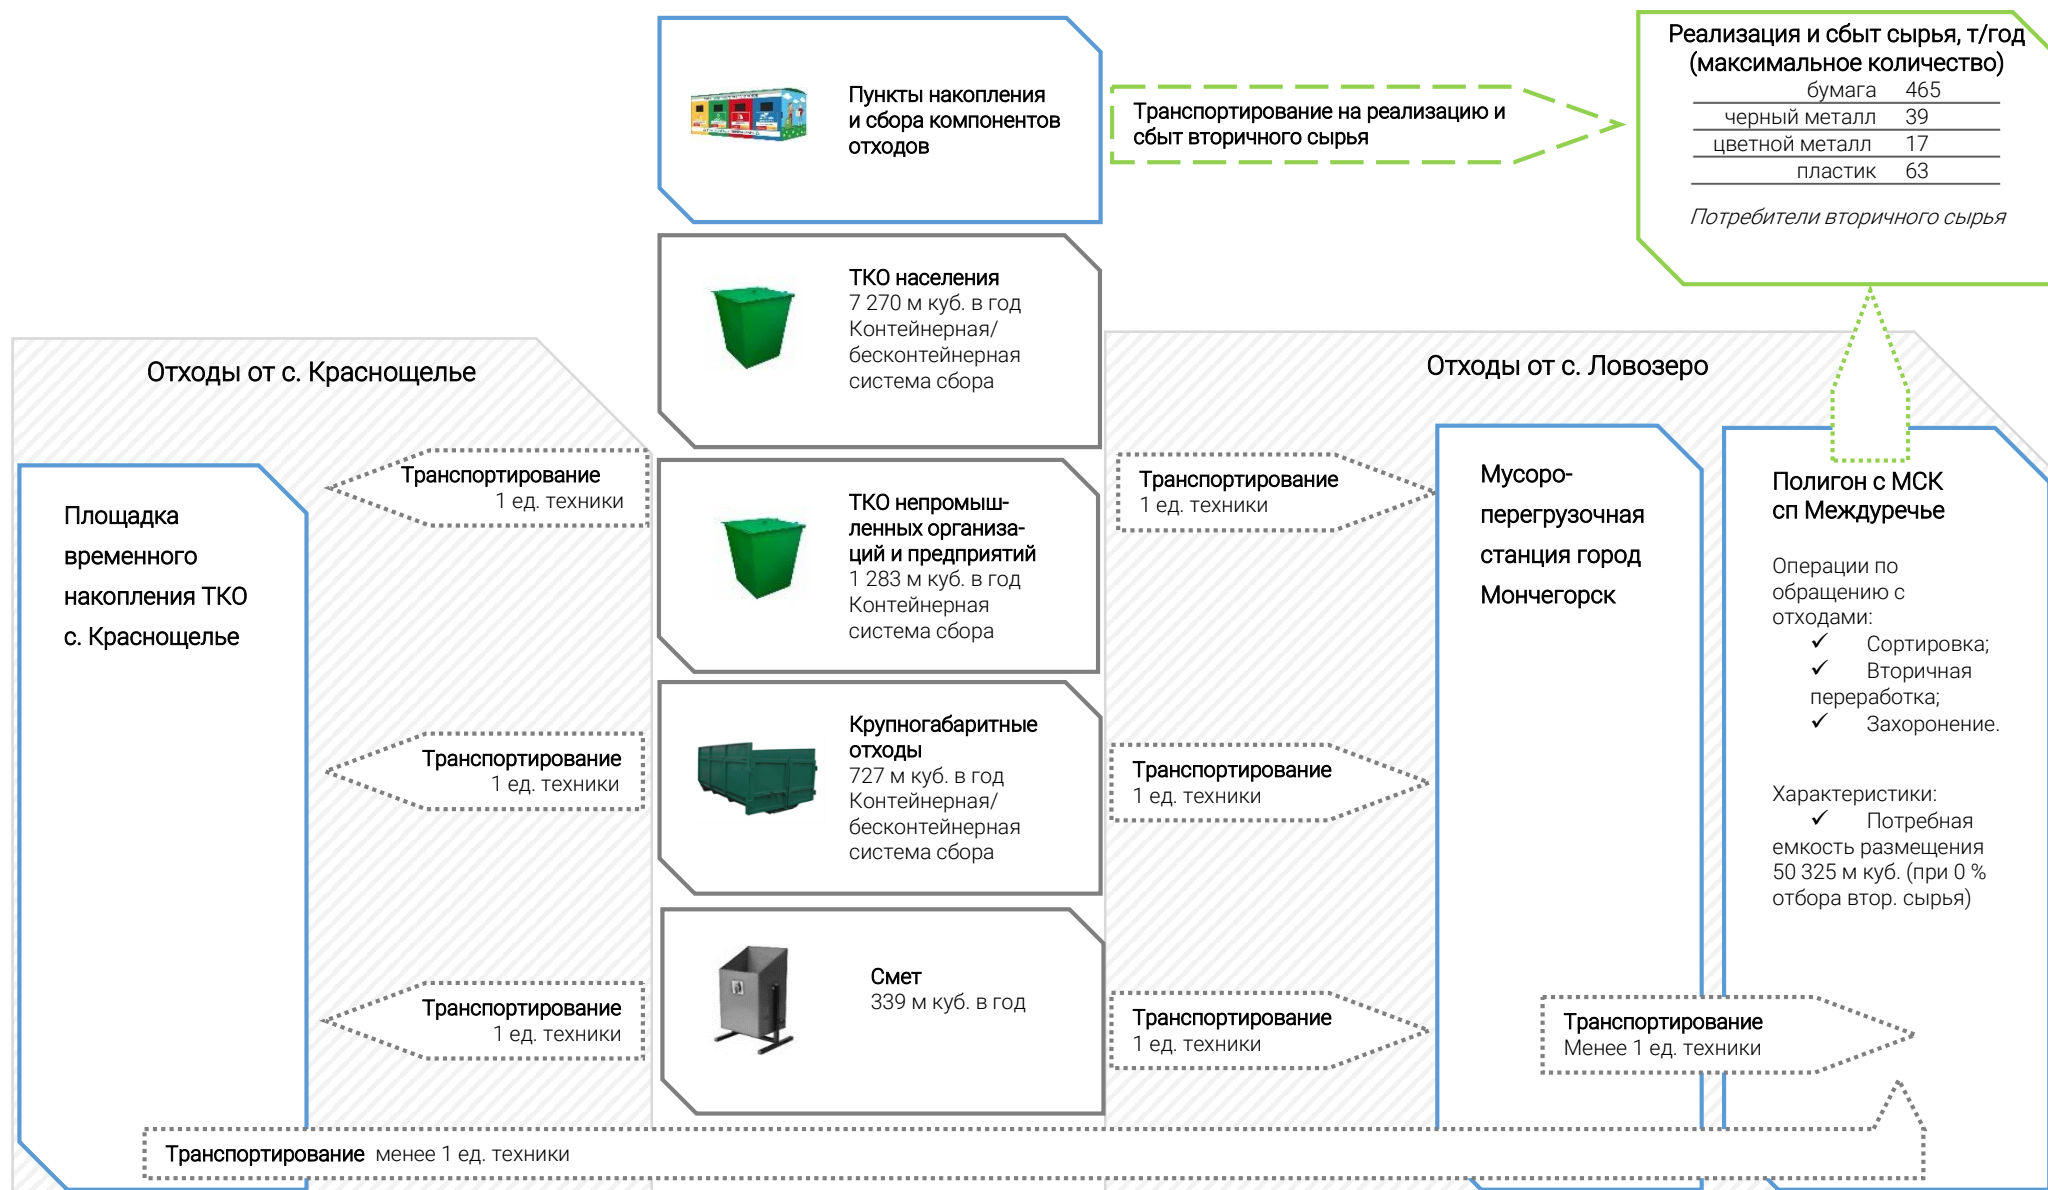 Пункты накопления
и сбора компонентов
отходов
Транспортирование на реализацию и
сбыт вторичного сырья
Реализация и сбыт сырья, т/год
(максимальное количество)
бумага 465
черный металл 39
цветной металл 17
пластик 63
Потребители вторичного сырья
ТКО населения
7 270 м куб. в год
Контейнерная/
бесконтейнерная
система сбора
Отходы от с. Краснощелье
Отходы от с. Ловозеро
Площадка
временного
накопления ТКО
с. Краснощелье
Транспортирование
1 ед. техники
ТКО непромыш-
ленных организа-
ций и предприятий
1 283 м куб. в год
Контейнерная
система сбора
Транспортирование
1 ед. техники
Мусоро-
перегрузочная
станция город
Мончегорск
Полигон с МСК
сп Междуречье
Операции по
обращению с
отходами:
✓ Сортировка;
✓ Вторичная
переработка;
✓ Захоронение.
Характеристики:
✓ Потребная
емкость размещения
50 325 м куб. (при 0 %
отбора втор. сырья)
Транспортирование
1 ед. техники
Крупногабаритные
отходы
727 м куб. в год
Контейнерная/
бесконтейнерная
система сбора
Транспортирование
1 ед. техники
Транспортирование
1 ед. техники
Смет
339 м куб. в год
Транспортирование
1 ед. техники
Транспортирование
Менее 1 ед. техники
Транспортирование менее 1 ед. техники